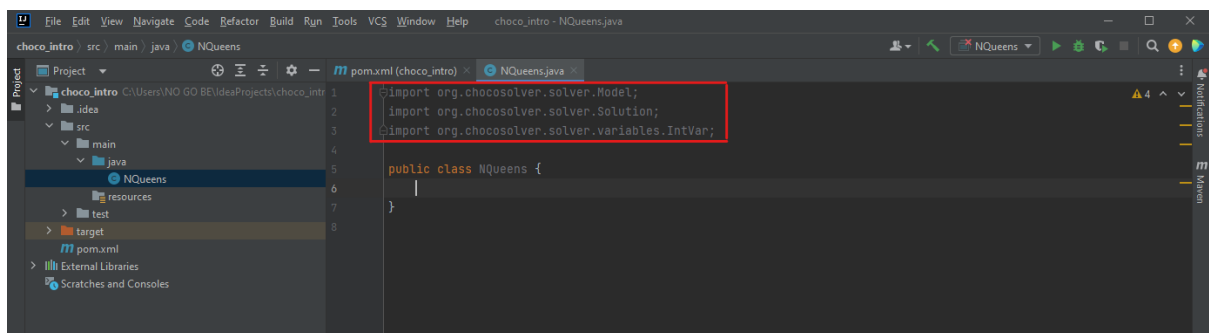 File Edit View Navigate Code Refactor Build Run Tools VCS Window Help choco_intro - NQueens.java
choco_intro src main java NQueens NQueens
Project Project pom.xml (choco_intro) NQueens.java
choco_intro C:\Users\NO GO BE\IdeaProjects\choco_intr 1 import org.chocosolver.solver.Model; 4
.idea 2 import org.chocosolver.solver.Solution;
src 3 import org.chocosolver.solver.variables.IntVar;
main 4
java 5 public class NQueens {
NQueens 6
resources
test 7 }
target 8
pom.xml
External Libraries
Scratches and Consoles
Notifications
Maven